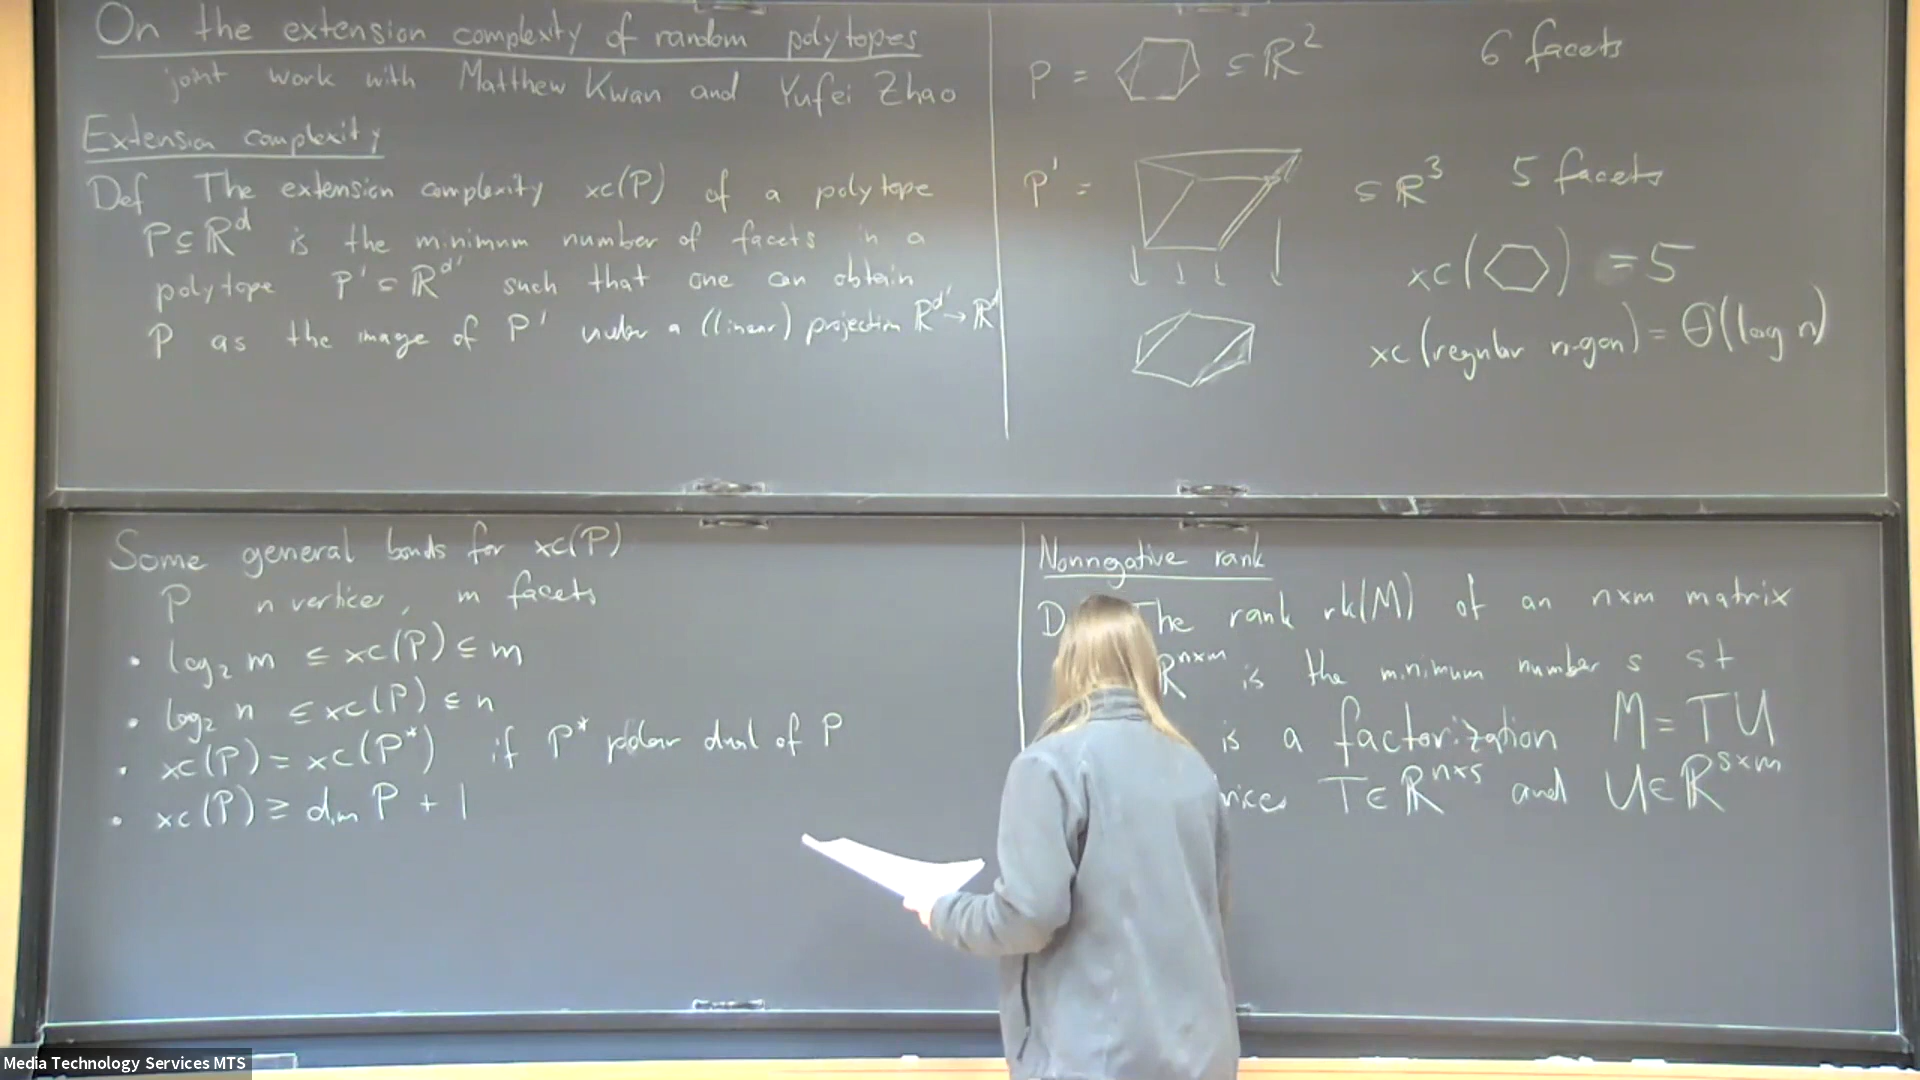 On the extension complexity of random polytopes
joint work with Matthew Kwan and Yufei Zhao
Extension complexity
Def The extension complexity xc(P) of a polytope
P ⊆ ℝ^d is the minimum number of facets in a
polytope P' ⊆ ℝ^d' such that one can obtain
P as the image of P' under a (linear) projection ℝ^d' → ℝ^d
P = ⊆ ℝ^2 6 facets
P' = ⊆ ℝ^3 5 facets
xc( ) = 5
xc(regular n-gon) = Θ(log n)
Some general bonds for xc(P)
P n vertices, m facets
• log_2 m ≤ xc(P) ≤ m
• log_2 n ≤ xc(P) ≤ n
• xc(P) = xc(P*) if P* polar dual of P
• xc(P) ≥ dim P + 1
Nonnegative rank
The rank rk(M) of an n×m matrix
ℝ^n×m is the minimum number s st
is a factorization M = TU
T ∈ ℝ^n×s and U ∈ ℝ^s×m
Media Technology Services MTS